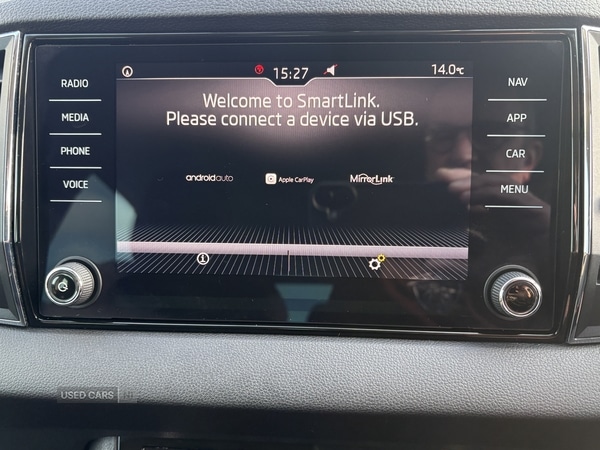 RADIO
MEDIA
PHONE
VOICE
15:27
14.0°C
Welcome to SmartLink.
Please connect a device via USB.
androidauto
Apple CarPlay
MirrorLink
NAV
APP
CAR
MENU
USED CARS NI